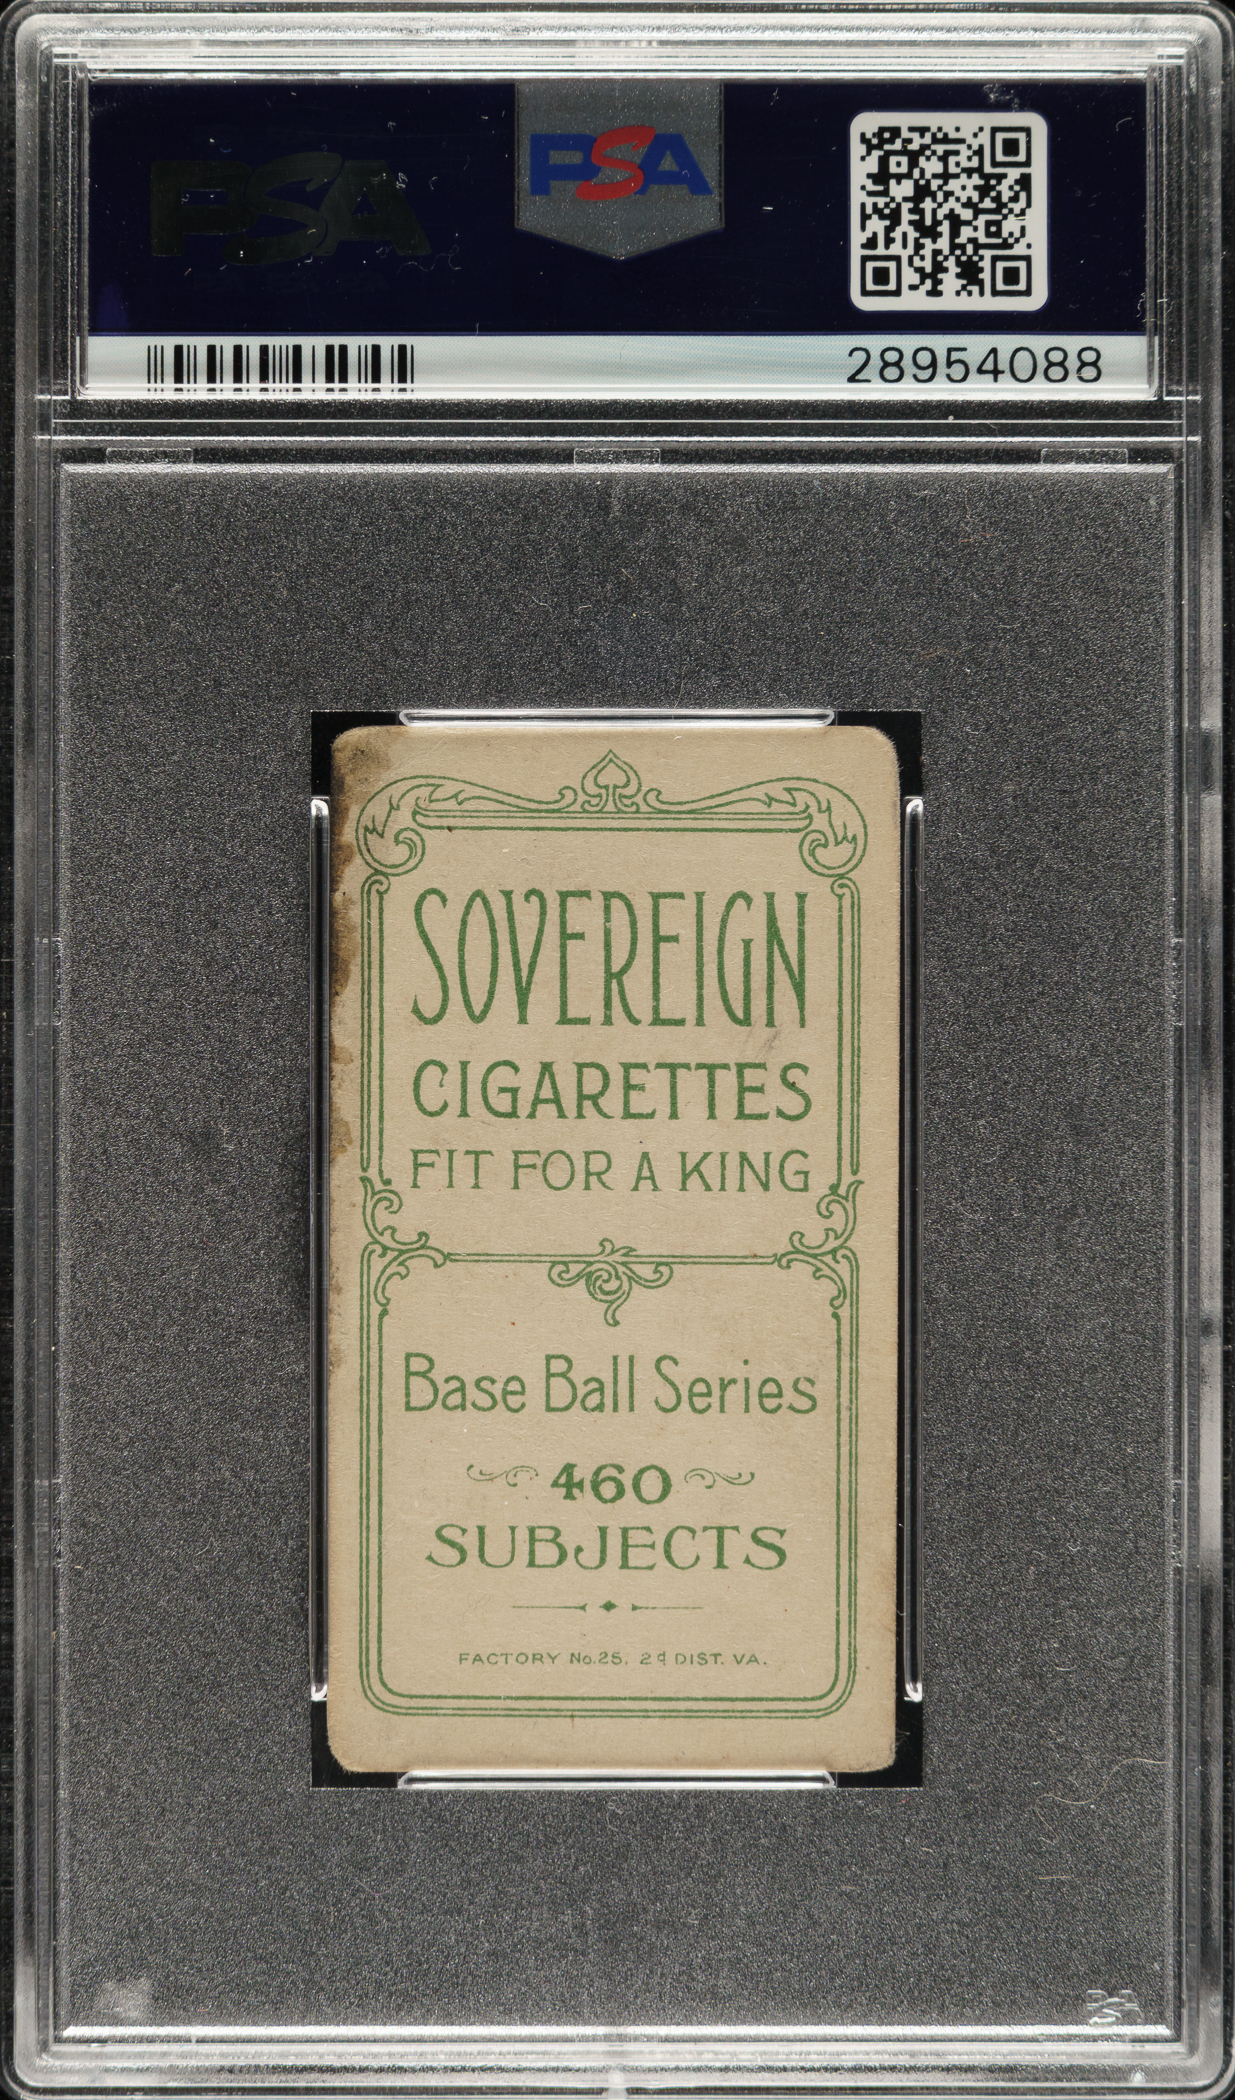 PSA
PSA
28954088
SOVEREIGN
CIGARETTES
FIT FOR A KING
Base Ball Series
460
SUBJECTS
FACTORY No. 25, 2d DIST. VA.
PSA